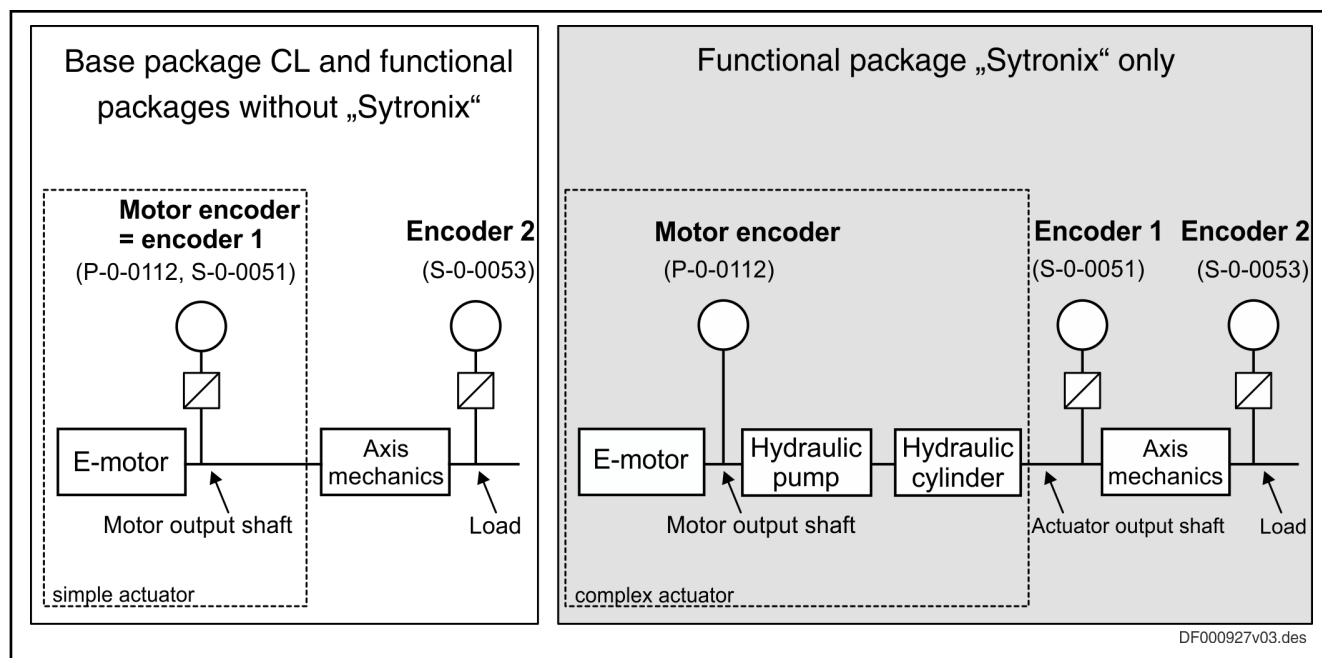 Base package CL and functional
packages without „Sytronix“
Motor encoder
= encoder 1
(P-0-0112, S-0-0051)
Encoder 2
(S-0-0053)
E-motor
Axis
mechanics
Motor output shaft
Load
simple actuator
Functional package „Sytronix“ only
Motor encoder
(P-0-0112)
Encoder 1
(S-0-0051)
Encoder 2
(S-0-0053)
E-motor
Hydraulic
pump
Hydraulic
cylinder
Axis
mechanics
Motor output shaft
Actuator output shaft
Load
complex actuator
DF000927v03.des